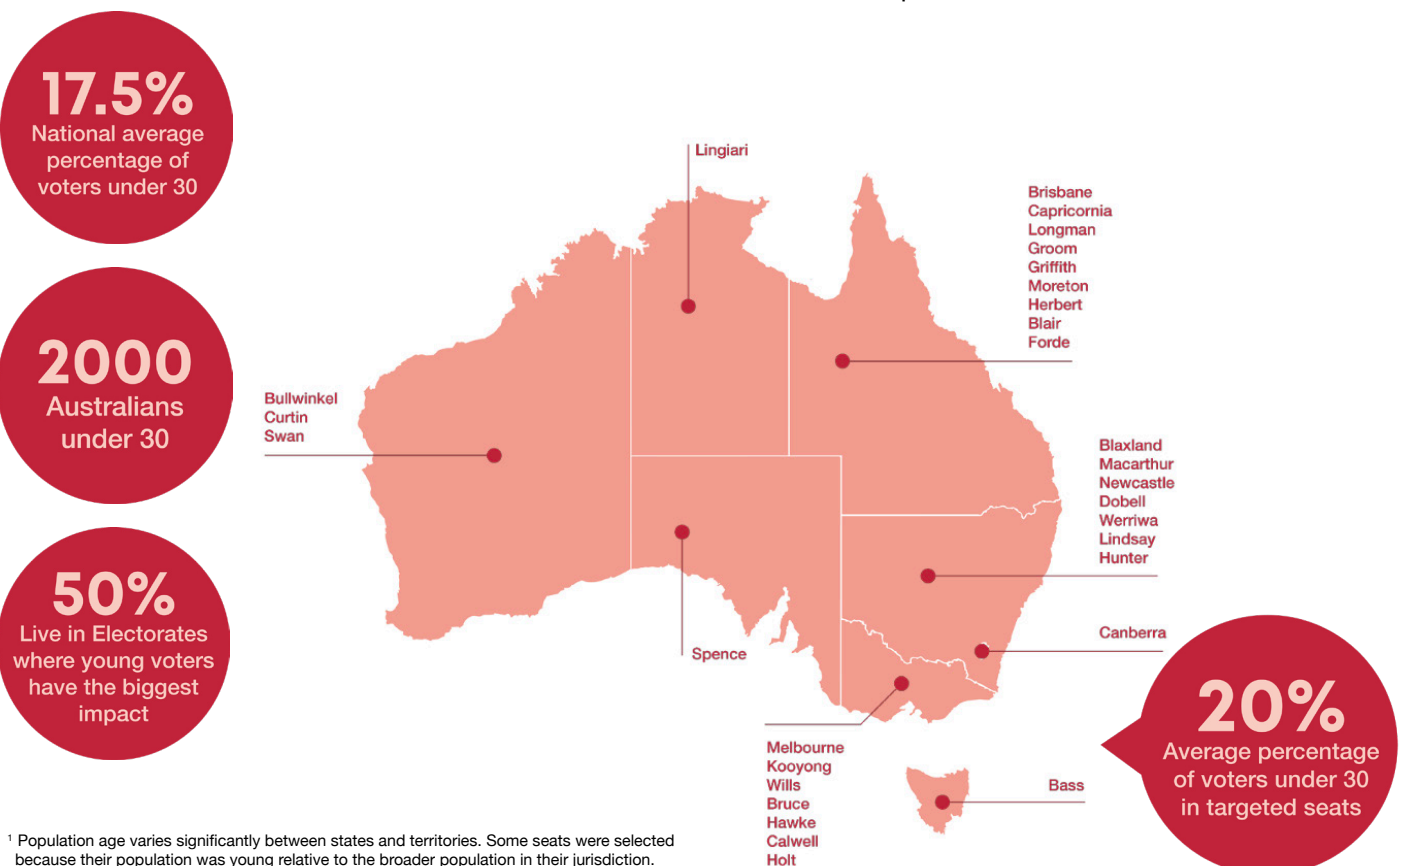 17.5%
National average
percentage of
voters under 30
2000
Australians
under 30
50%
Live in Electorates
where young voters
have the biggest
impact
Lingiari
Brisbane
Capricornia
Longman
Groom
Griffith
Moreton
Herbert
Blair
Forde
Bullwinkel
Curtin
Swan
Blaxland
Macarthur
Newcastle
Dobell
Werriwa
Lindsay
Hunter
Spence
Canberra
Melbourne
Kooyong
Wills
Bruce
Hawke
Calwell
Holt
Bass
20%
Average percentage
of voters under 30
in targeted seats
¹ Population age varies significantly between states and territories. Some seats were selected
because their population was young relative to the broader population in their jurisdiction.